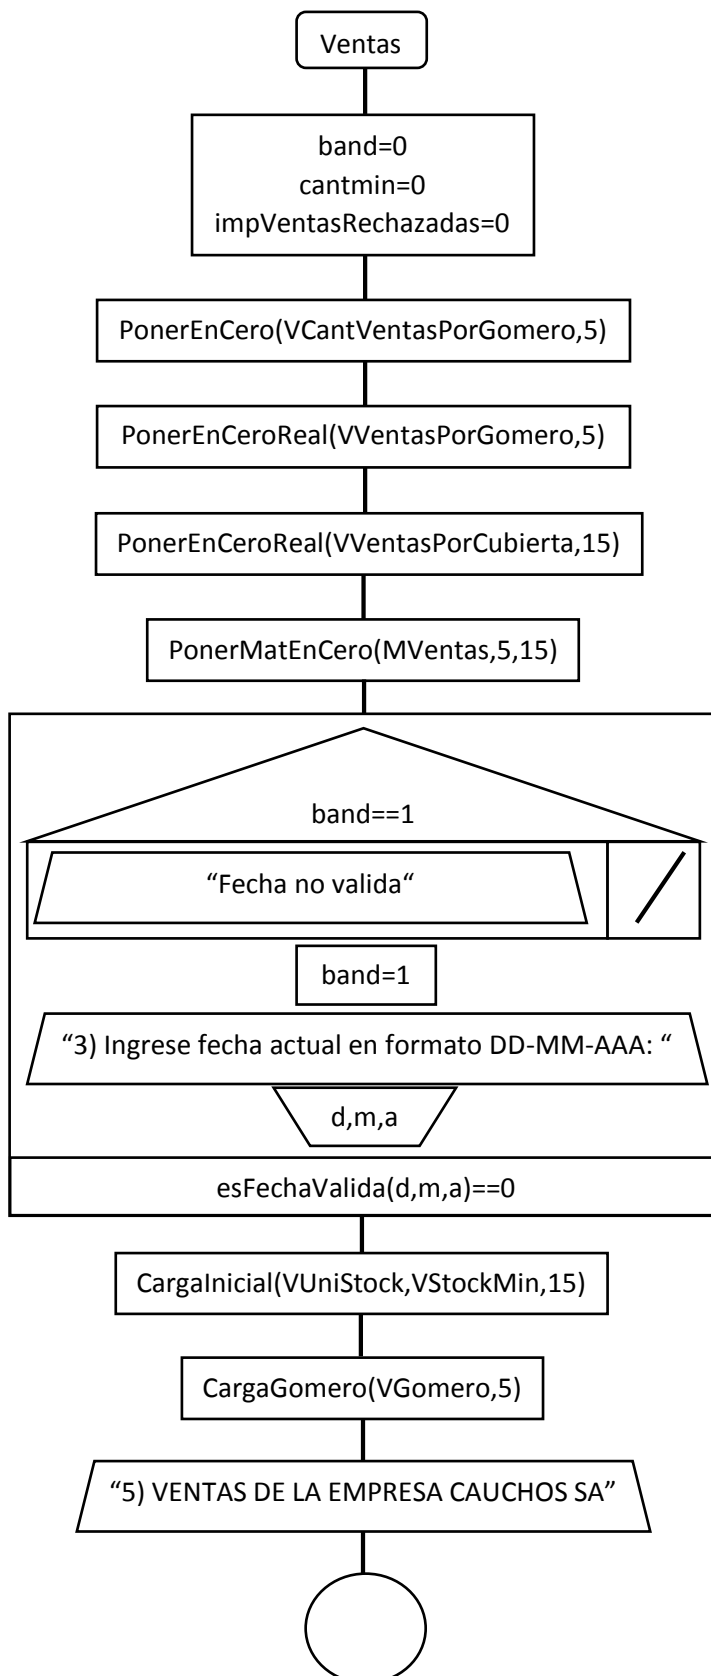 Ventas
band=0
cantmin=0
impVentasRechazadas=0
PonerEnCero(VCantVentasPorGomero,5)
PonerEnCeroReal(VVentasPorGomero,5)
PonerEnCeroReal(VVentasPorCubierta,15)
PonerMatEnCero(MVentas,5,15)
band==1
“Fecha no valida“
band=1
“3) Ingrese fecha actual en formato DD-MM-AAA: “
d,m,a
esFechaValida(d,m,a)==0
CargaInicial(VUniStock,VStockMin,15)
CargaGomero(VGomero,5)
“5) VENTAS DE LA EMPRESA CAUCHOS SA”